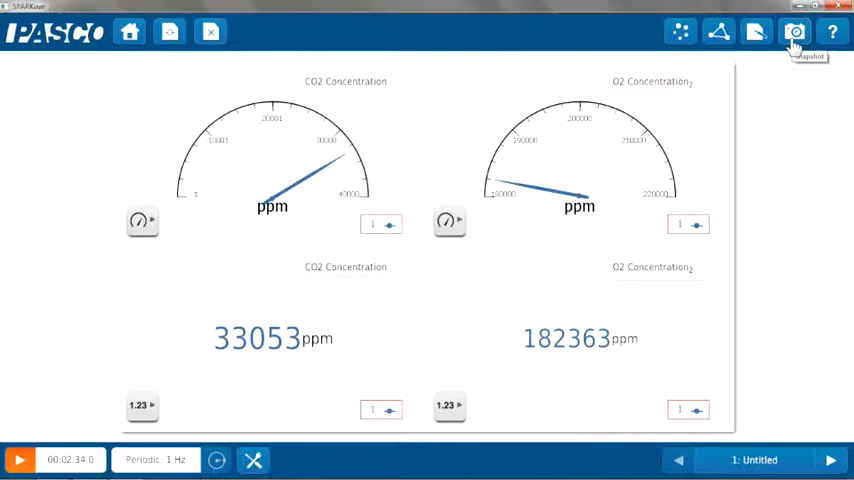 SPARKvue
PASCO
?
Snapshot
CO2 Concentration
O2 Concentration₂
20001
200000
10001
30000
190000
210000
1
40000
180000
220000
ppm
ppm
1
1
CO2 Concentration
O2 Concentration₂
33053ppm
182363ppm
1.23
1
1.23
1
00:02:34.0
Periodic: 1 Hz
1: Untitled